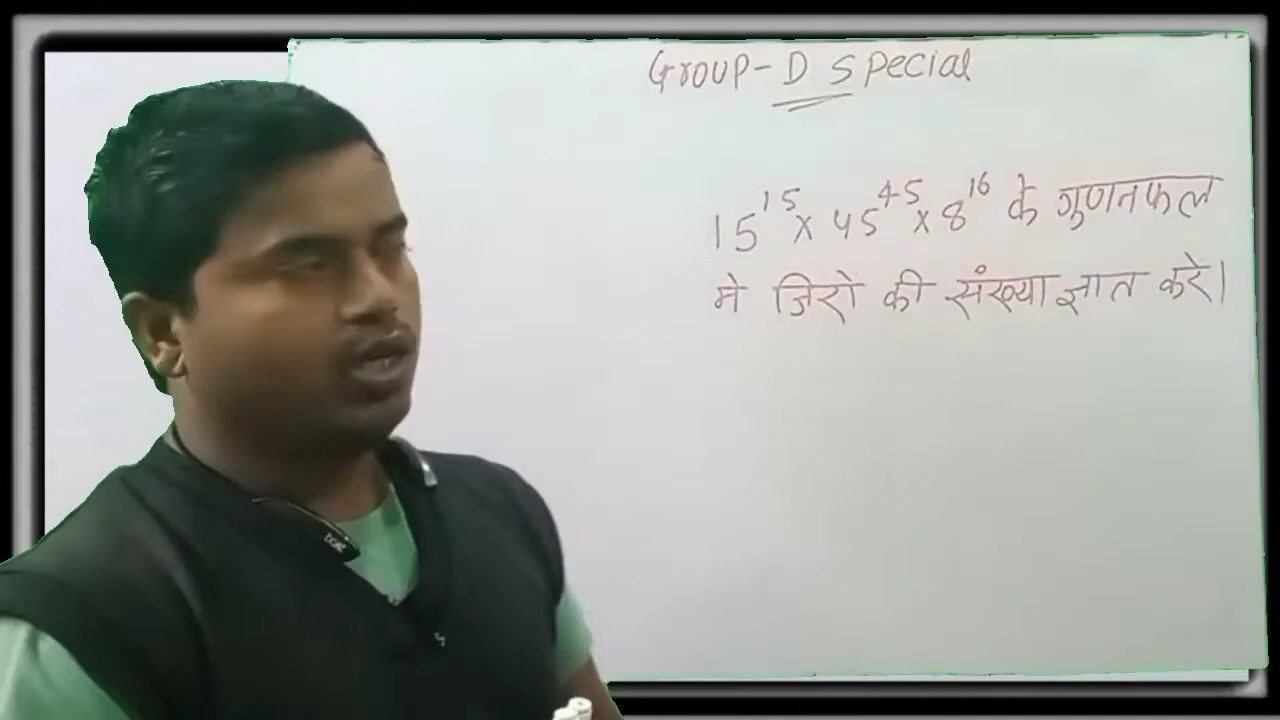 Group-D Special
15¹⁵ × 45⁴⁵ × 8¹⁶ के गुणनफल
मे जिरो की संख्या ज्ञात करे।